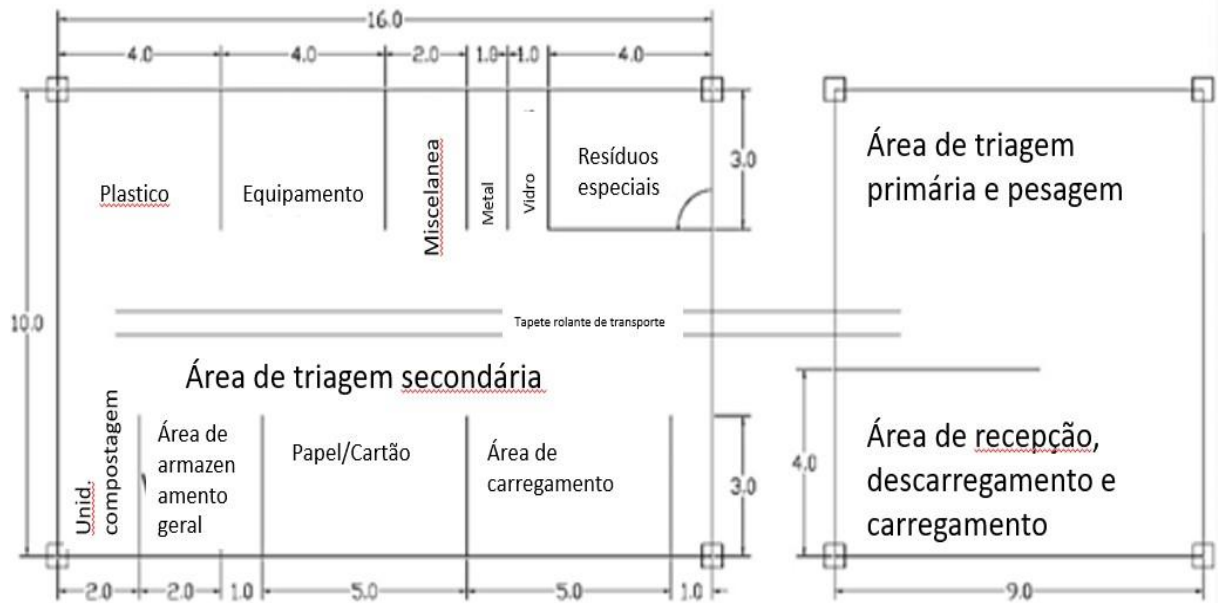 16.0
4.0 4.0 2.0 1.0 1.0 4.0
Plastico
Equipamento
Miscelanea
Metal
Vidro
Resíduos
especiais
3.0
10.0
Tapete rolante de transporte
Área de triagem secondária
Unid.
compostagem
Área de
armazen
amento
geral
Papel/Cartão
Área de
carregamento
3.0
2.0 2.0 1.0 5.0 5.0 1.0
Área de triagem
primária e pesagem
4.0
Área de recepção,
descarregamento e
carregamento
9.0